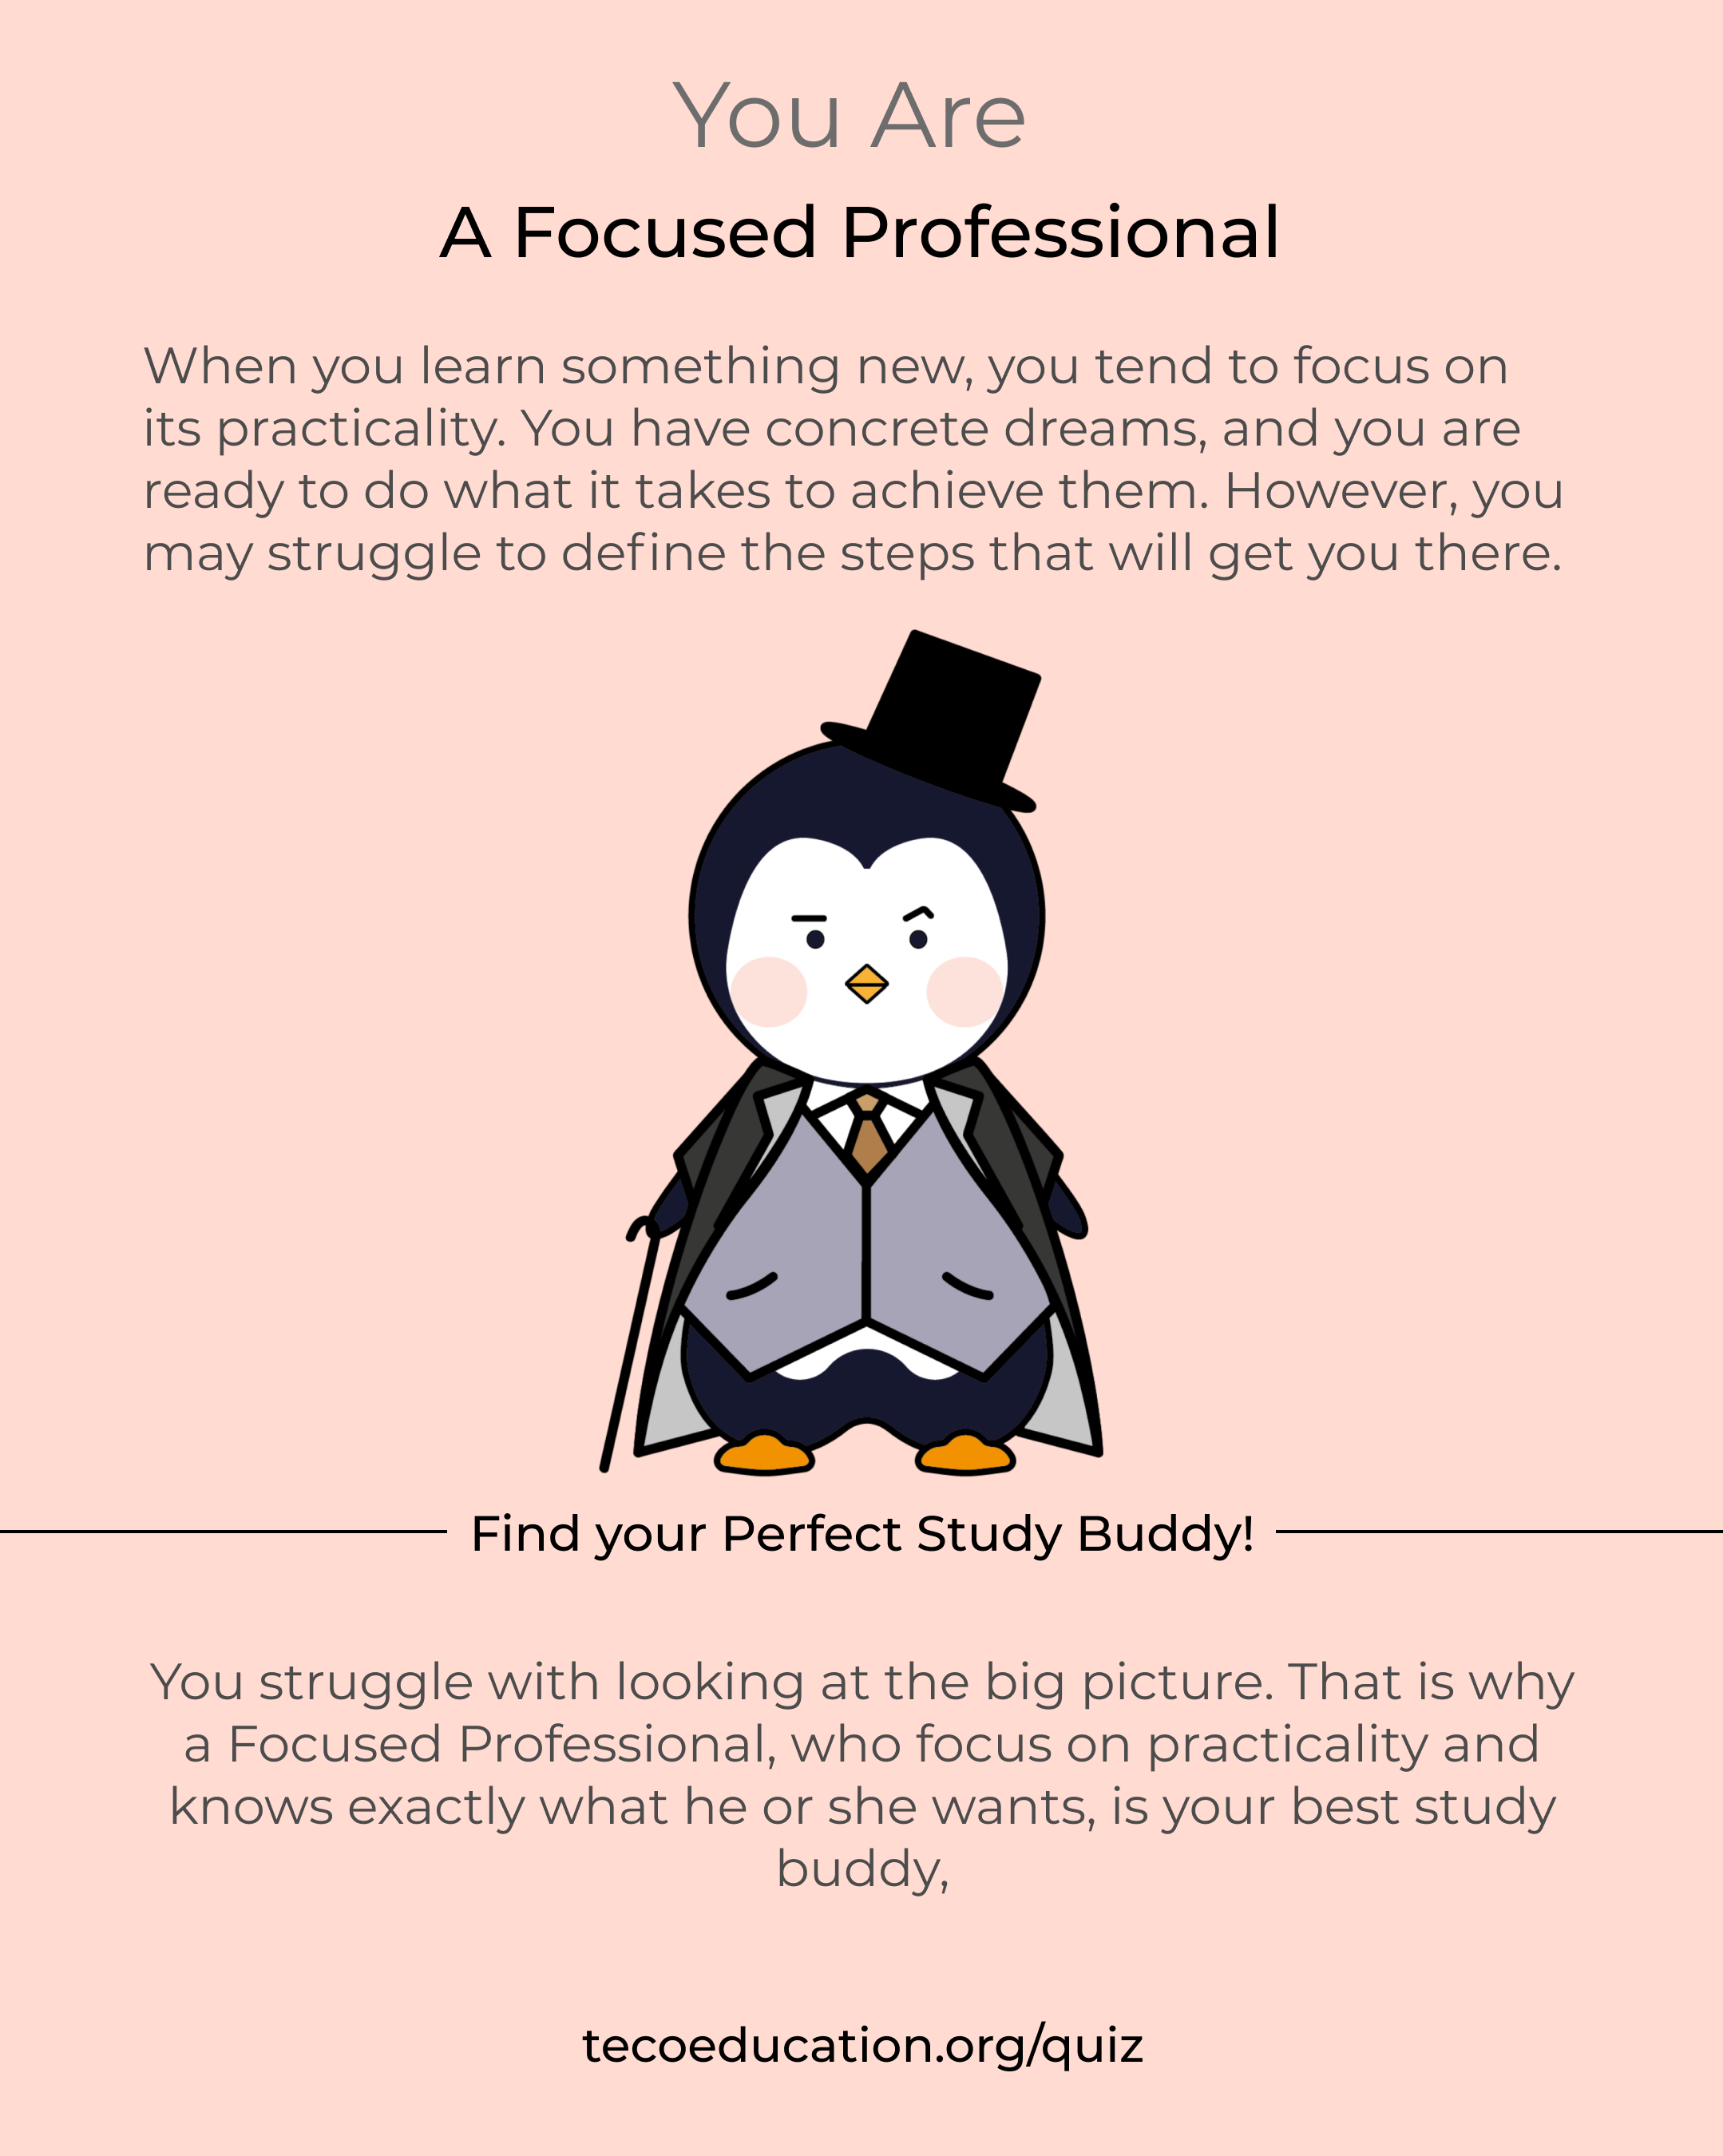 You Are
A Focused Professional
When you learn something new, you tend to focus on
its practicality. You have concrete dreams, and you are
ready to do what it takes to achieve them. However, you
may struggle to define the steps that will get you there.
Find your Perfect Study Buddy!
You struggle with looking at the big picture. That is why
a Focused Professional, who focus on practicality and
knows exactly what he or she wants, is your best study
buddy,
tecoeducation.org/quiz